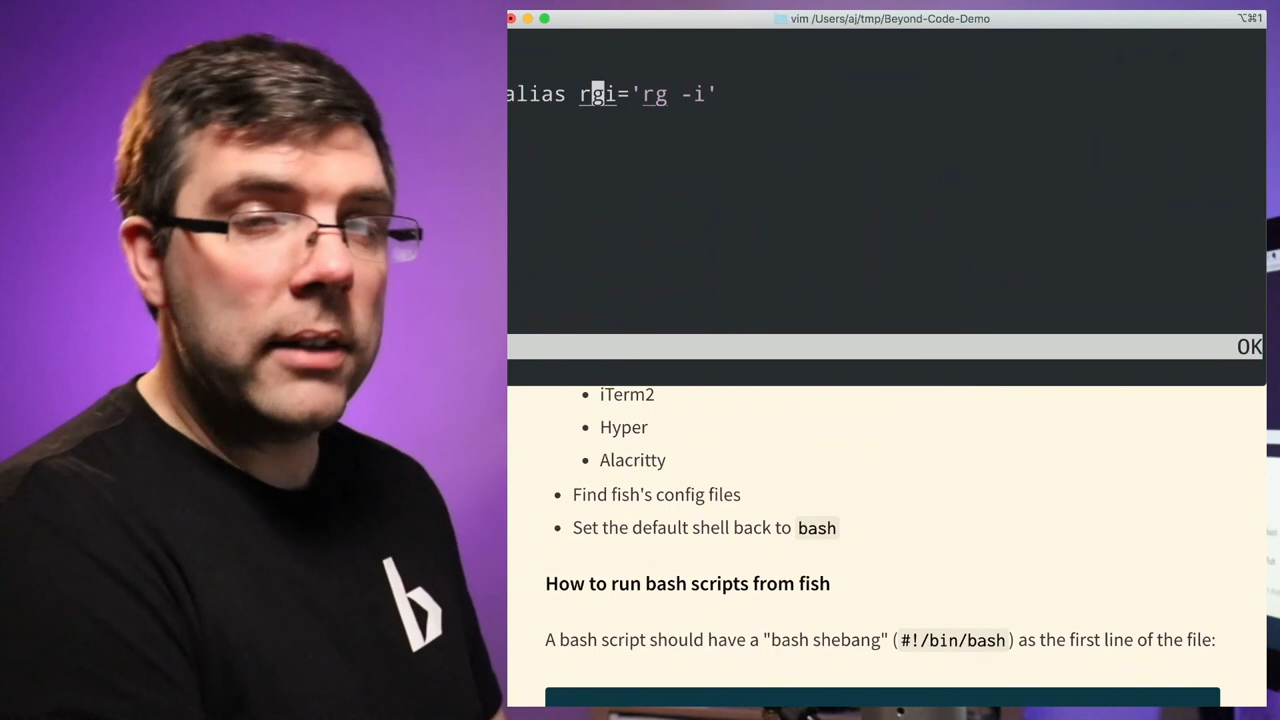 vim /Users/aj/tmp/Beyond-Code-Demo
⌥⌘1
alias rgi='rg -i'
OK
• iTerm2
• Hyper
• Alacritty
• Find fish's config files
• Set the default shell back to bash
How to run bash scripts from fish
A bash script should have a "bash shebang" (#!/bin/bash) as the first line of the file:
b